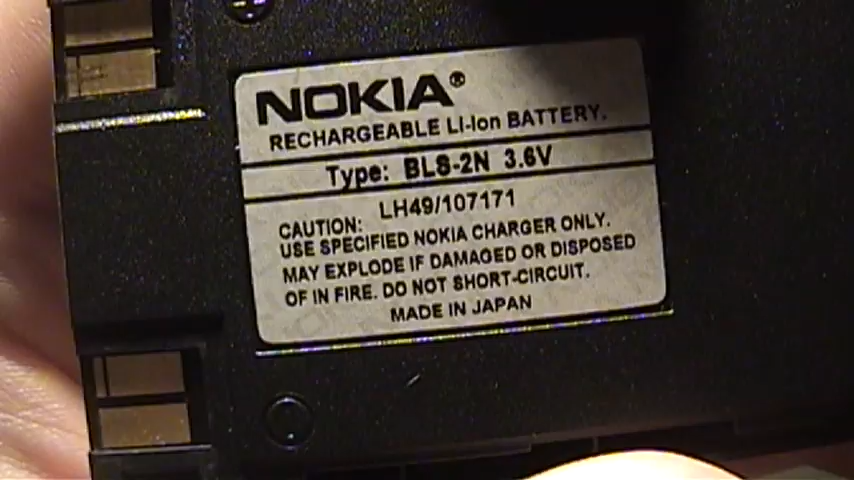 NOKIA®
RECHARGEABLE Li-Ion BATTERY.
Type: BLS-2N 3.6V
LH49/107171
CAUTION:
USE SPECIFIED NOKIA CHARGER ONLY.
MAY EXPLODE IF DAMAGED OR DISPOSED
OF IN FIRE. DO NOT SHORT-CIRCUIT.
MADE IN JAPAN